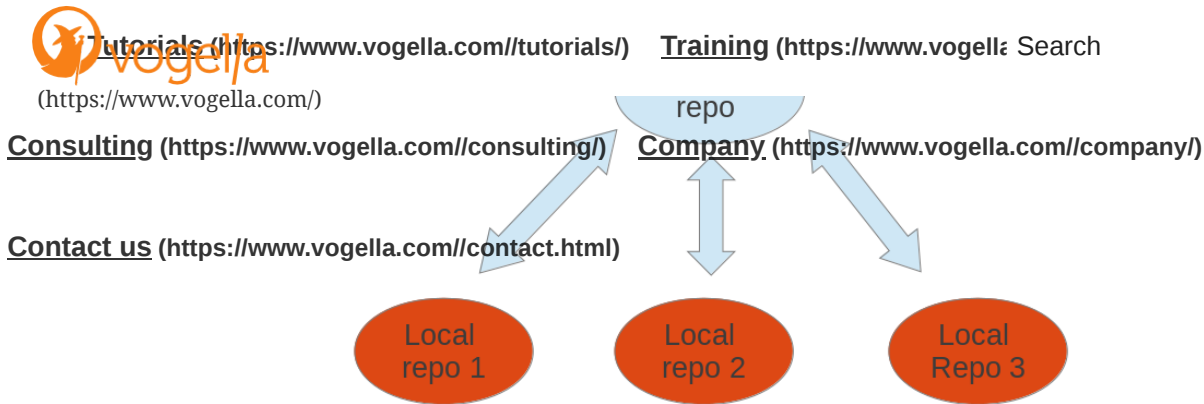 Tutorials (https://www.vogella.com//tutorials/) Training (https://www.vogella Search
vogella
(https://www.vogella.com/)
repo
Consulting (https://www.vogella.com//consulting/) Company (https://www.vogella.com//company/)
Contact us (https://www.vogella.com//contact.html)
Local
repo 1
Local
repo 2
Local
Repo 3